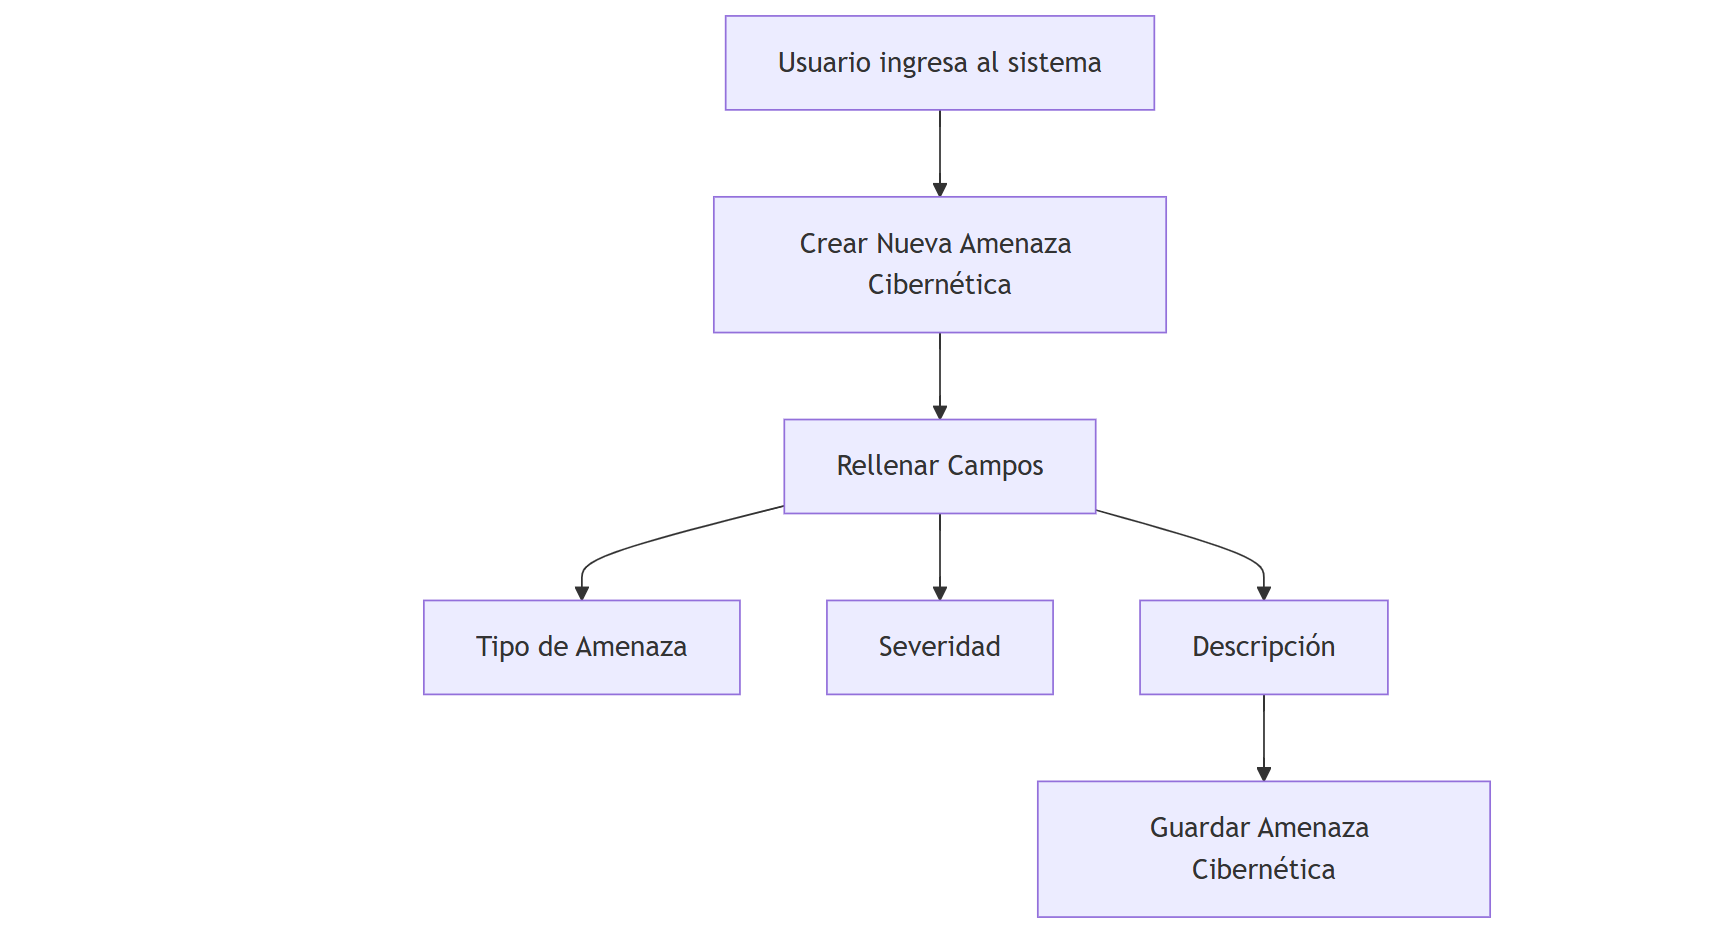 Usuario ingresa al sistema
Crear Nueva Amenaza
Cibernética
Rellenar Campos
Tipo de Amenaza
Severidad
Descripción
Guardar Amenaza
Cibernética